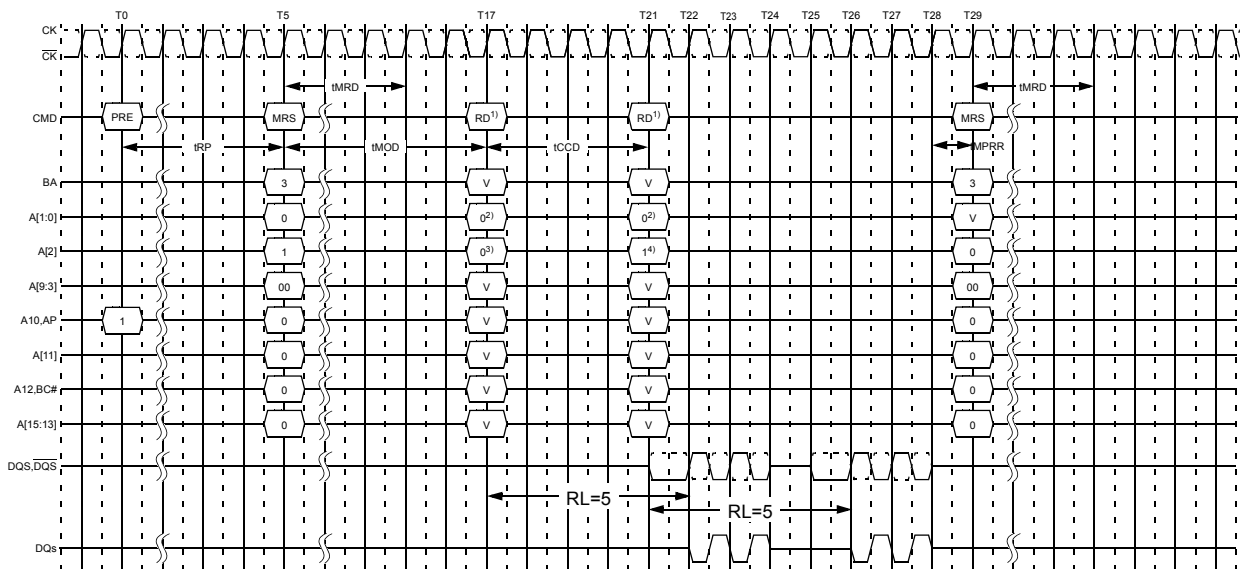 T0 T5 T17 T21 T22 T23 T24 T25 T26 T27 T28 T29
CK
CK
tMRD tMRD
CMD PRE MRS RD1) RD1) MRS
tRP tMOD tCCD tMPRR
BA 3 V V 3
A[1:0] 0 02) 02) V
A[2] 1 03) 14) 0
A[9:3] 00 V V 00
A10,AP 1 0 V V 0
A[11] 0 V V 0
A12,BC# 0 V V 0
A[15:13] 0 V V 0
DQS,DQS
RL=5
RL=5
DQs